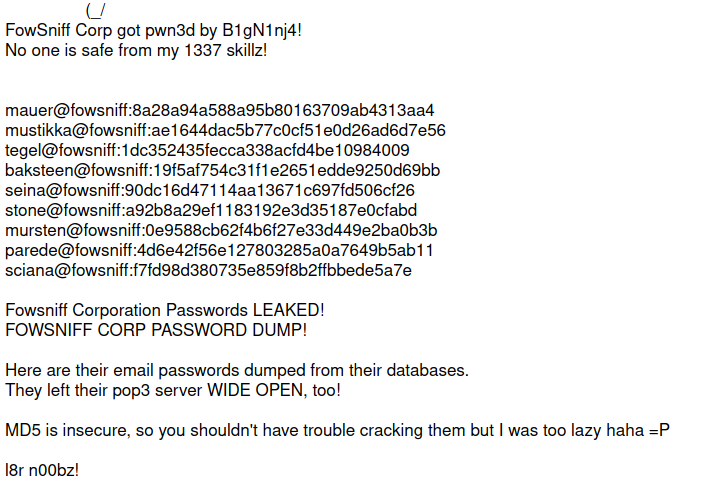 (_/
FowSniff Corp got pwn3d by B1gN1nj4!
No one is safe from my 1337 skillz!
mauer@fowsniff:8a28a94a588a95b80163709ab4313aa4
mustikka@fowsniff:ae1644dac5b77c0cf51e0d26ad6d7e56
tegel@fowsniff:1dc352435fecca338acfd4be10984009
baksteen@fowsniff:19f5af754c31f1e2651edde9250d69bb
seina@fowsniff:90dc16d47114aa13671c697fd506cf26
stone@fowsniff:a92b8a29ef1183192e3d35187e0cfabd
mursten@fowsniff:0e9588cb62f4b6f27e33d449e2ba0b3b
parede@fowsniff:4d6e42f56e127803285a0a7649b5ab11
sciana@fowsniff:f7fd98d380735e859f8b2ffbbede5a7e
Fowsniff Corporation Passwords LEAKED!
FOWSNIFF CORP PASSWORD DUMP!
Here are their email passwords dumped from their databases.
They left their pop3 server WIDE OPEN, too!
MD5 is insecure, so you shouldn't have trouble cracking them but I was too lazy haha =P
l8r n00bz!